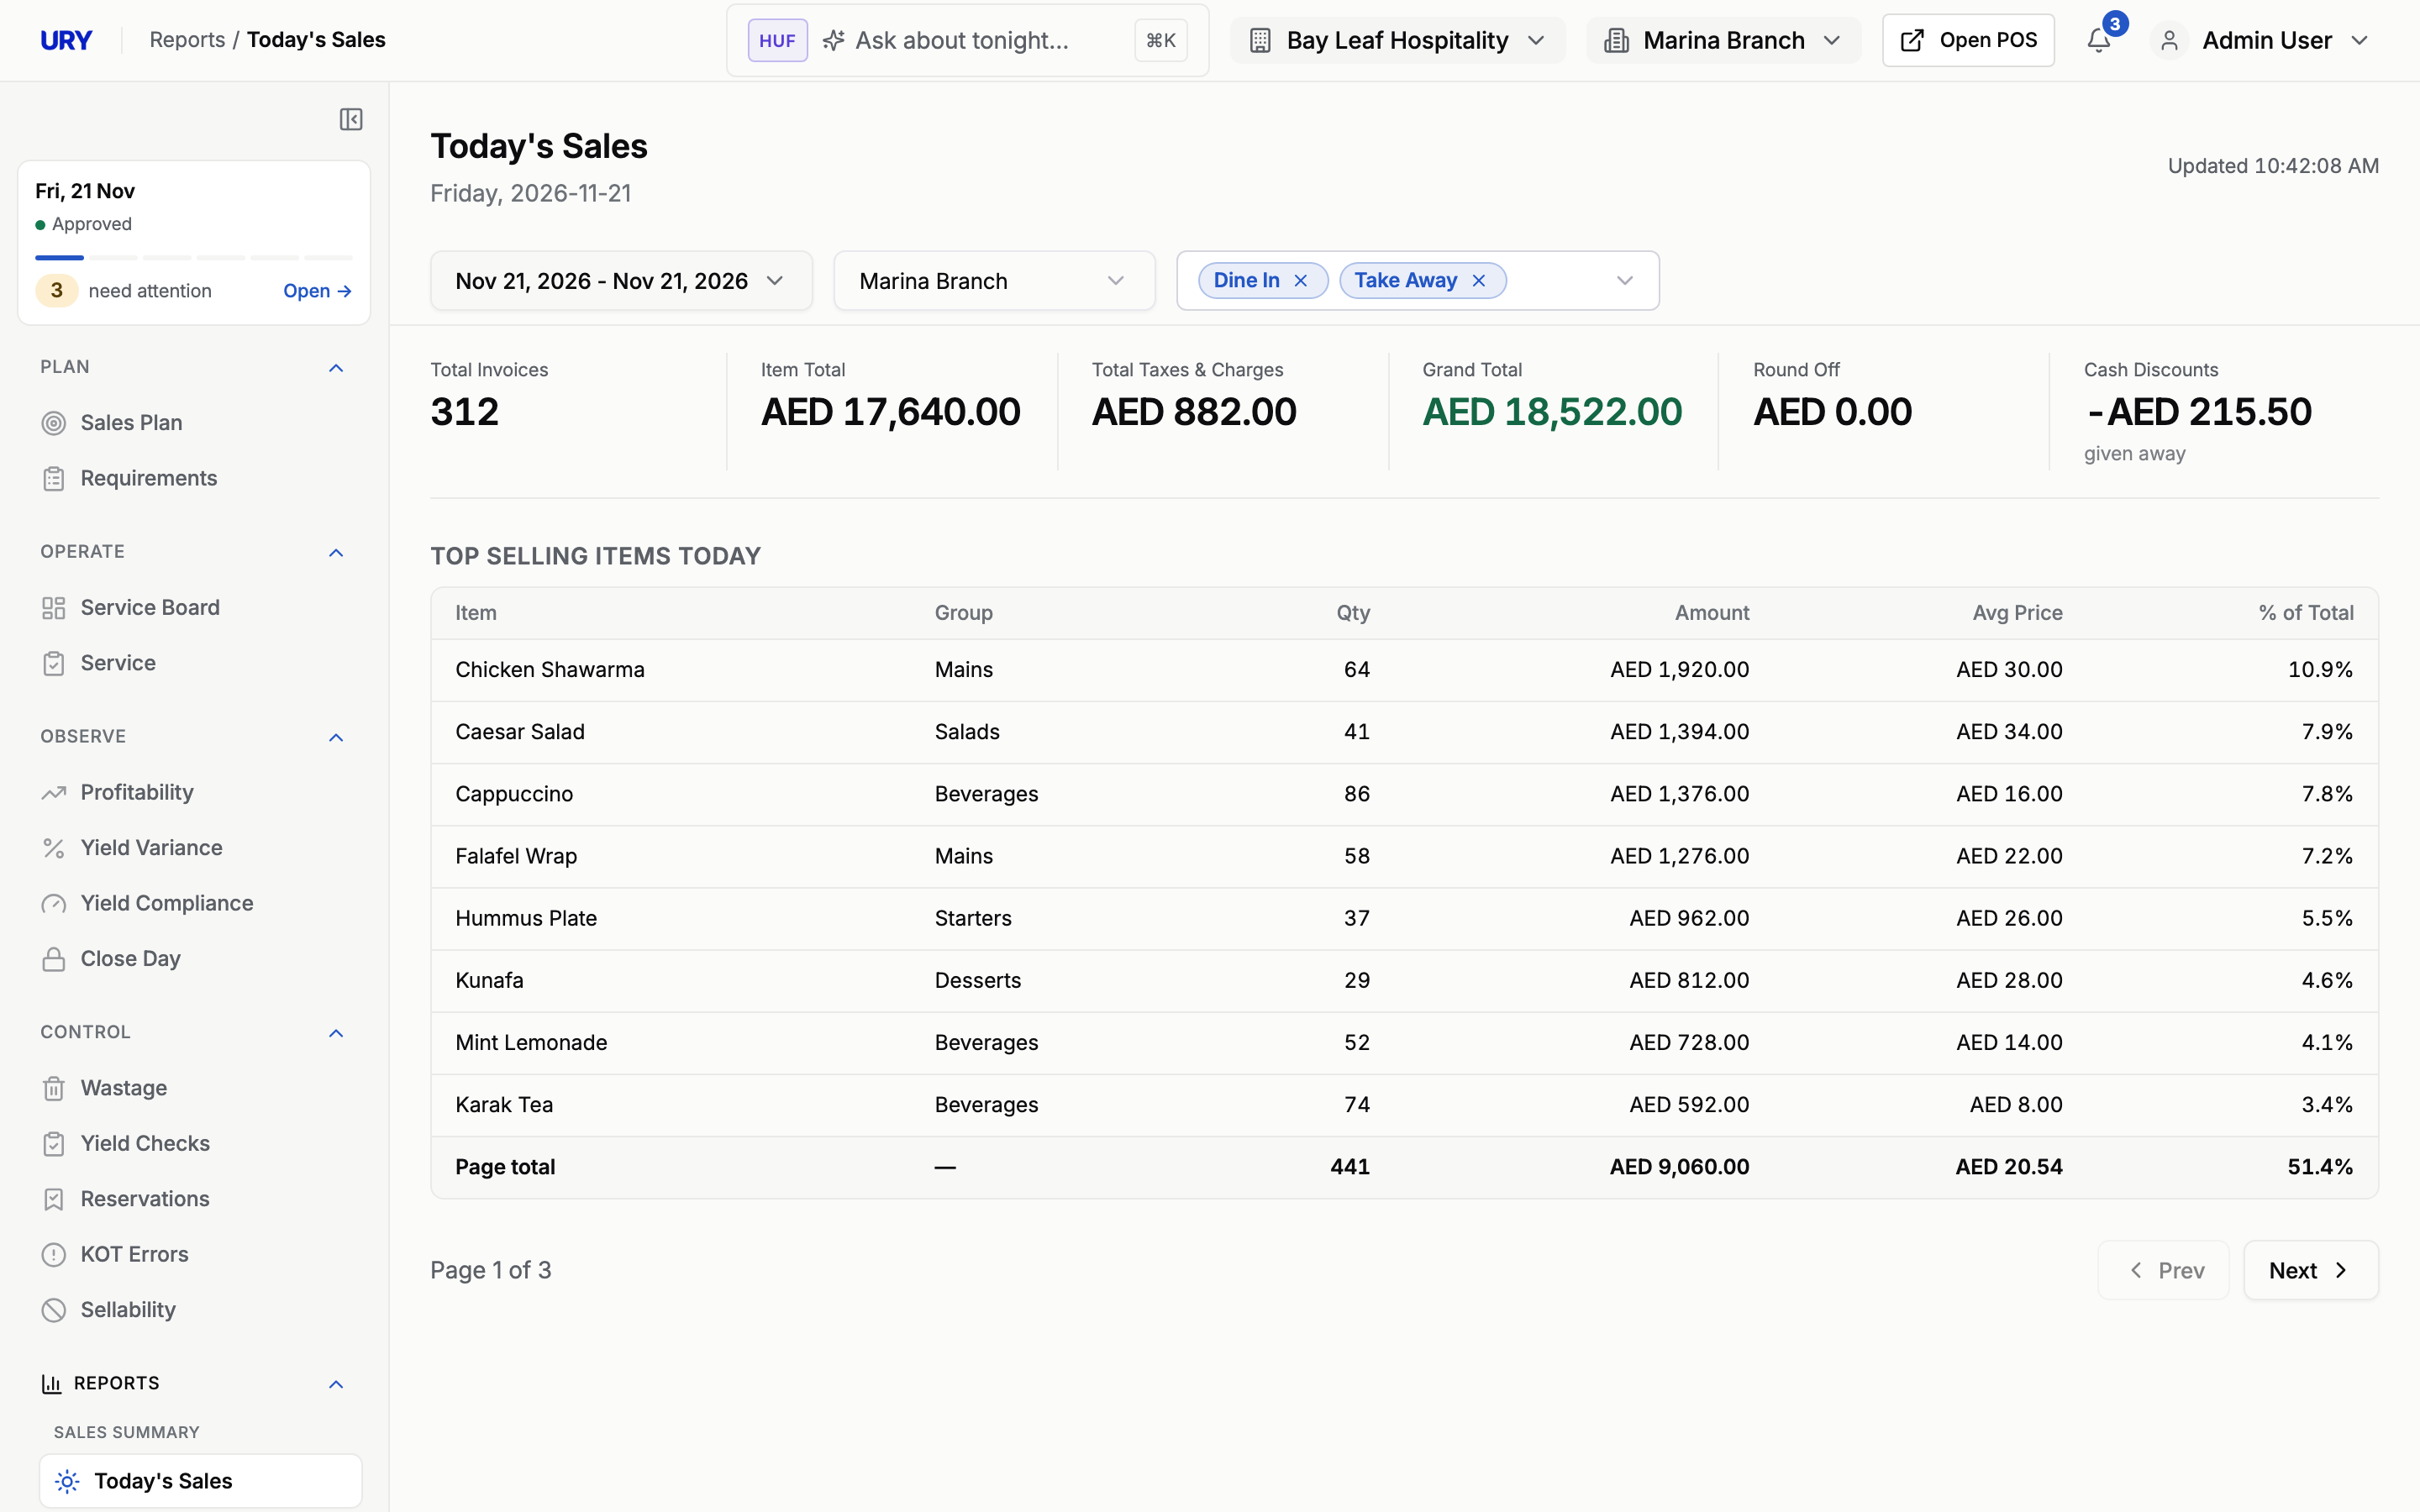 URY
Reports / Today's Sales
HUF Ask about tonight... ⌘K
Bay Leaf Hospitality
Marina Branch
Open POS
3
Admin User
Fri, 21 Nov
Approved
3 need attention Open →
PLAN
Sales Plan
Requirements
OPERATE
Service Board
Service
OBSERVE
Profitability
Yield Variance
Yield Compliance
Close Day
CONTROL
Wastage
Yield Checks
Reservations
KOT Errors
Sellability
REPORTS
SALES SUMMARY
Today's Sales
Today's Sales
Friday, 2026-11-21
Updated 10:42:08 AM
Nov 21, 2026 - Nov 21, 2026 Marina Branch Dine In × Take Away ×
Total Invoices
312
Item Total
AED 17,640.00
Total Taxes & Charges
AED 882.00
Grand Total
AED 18,522.00
Round Off
AED 0.00
Cash Discounts
-AED 215.50
given away
TOP SELLING ITEMS TODAY
Item Group Qty Amount Avg Price % of Total
Chicken Shawarma Mains 64 AED 1,920.00 AED 30.00 10.9%
Caesar Salad Salads 41 AED 1,394.00 AED 34.00 7.9%
Cappuccino Beverages 86 AED 1,376.00 AED 16.00 7.8%
Falafel Wrap Mains 58 AED 1,276.00 AED 22.00 7.2%
Hummus Plate Starters 37 AED 962.00 AED 26.00 5.5%
Kunafa Desserts 29 AED 812.00 AED 28.00 4.6%
Mint Lemonade Beverages 52 AED 728.00 AED 14.00 4.1%
Karak Tea Beverages 74 AED 592.00 AED 8.00 3.4%
Page total — 441 AED 9,060.00 AED 20.54 51.4%
Page 1 of 3
Prev Next